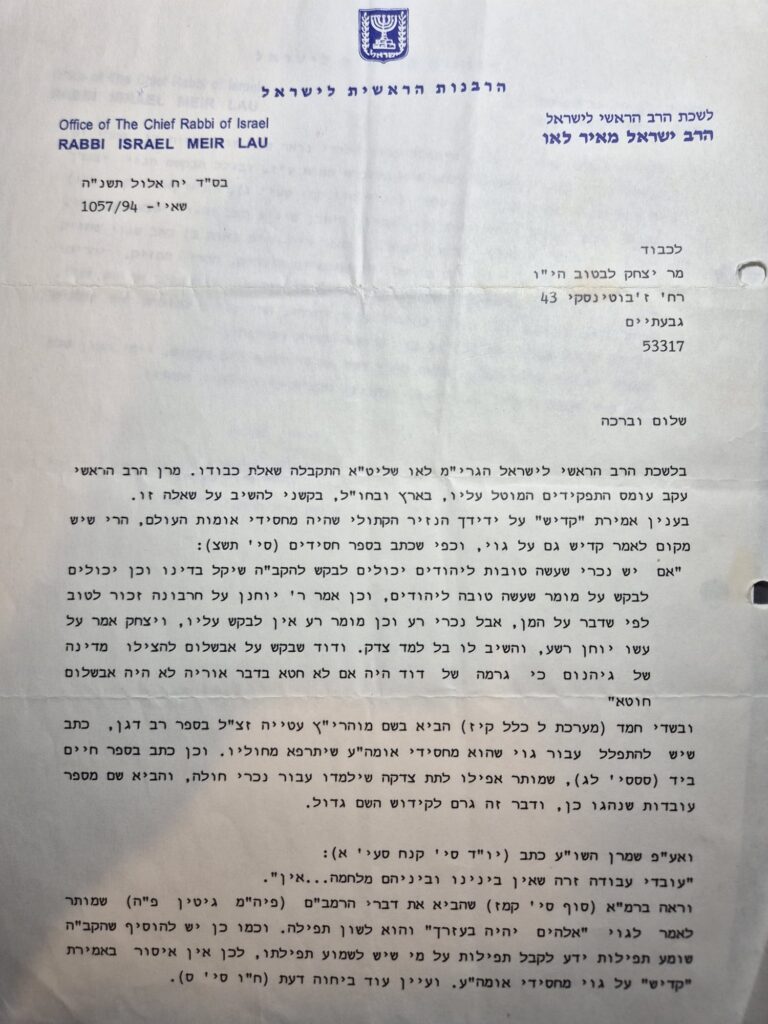 ישראל
הרבנות הראשית לישראל
לשכת הרב הראשי לישראל
הרב ישראל מאיר לאו
Office of The Chief Rabbi of Israel
RABBI ISRAEL MEIR LAU
בס"ד יח אלול תשנ"ה
שאי'- 1057/94
לכבוד
מר יצחק לבטוב הי"ו
רח' ז'בוטינסקי 43
גבעתיים
53317
שלום וברכה
בלשכת הרב הראשי לישראל הגרי"מ לאו שליט"א התקבלה שאלת כבודו. מרן הרב הראשי
עקב עומס התפקידים המוטל עליו, בארץ ובחו"ל, בקשני להשיב על שאלה זו.
בענין אמירת "קדיש" על ידידך הנזיר הקתולי שהיה מחסידי אומות העולם, הרי שיש
מקום לאמר קדיש גם על גוי, וכפי שכתב בספר חסידים (סי' תשצ):
"אם יש נכרי שעשה טובות ליהודים יכולים לבקש להקב"ה שיקל בדינו וכן יכולים
לבקש על מומר שעשה טובה ליהודים, וכן אמר ר' יוחנן על חרבונה זכור לטוב
לפי שדבר על המן, אבל נכרי רע וכן מומר רע אין לבקש עליו, ויצחק אמר על
עשו יוחן רשע, והשיב לו בל למד צדק. ודוד שבקש על אבשלום להצילו מדינה
של גיהנום כי גרמה של דוד היה אם לא חטא בדבר אוריה לא היה אבשלום
חוטא"
ובשדי חמד (מערכת ל כלל קיז) הביא בשם מוהרי"ץ עטייה זצ"ל בספר רב דגן, כתב
שיש להתפלל עבור גוי שהוא מחסידי אומה"ע שיתרפא מחוליו. וכן כתב בספר חיים
ביד (סססי' לג), שמותר אפילו לתת צדקה שילמדו עבור נכרי חולה, והביא שם מספר
עובדות שנהגו כן, ודבר זה גרם לקידוש השם גדול.
ואע"פ שמרן השו"ע כתב (יו"ד סי' קנח סעי' א):
"עובדי עבודה זרה שאין בינינו וביניהם מלחמה...אין".
וראה ברמ"א (סוף סי' קמז) שהביא את דברי הרמב"ם (פיה"מ גיטין פ"ה) שמותר
לאמר לגוי "אלהים יהיה בעזרך" והוא לשון תפילה. וכמו כן יש להוסיף שהקב"ה
שומע תפילות ידע לקבל תפילות על מי שיש לשמוע תפילתו, לכן אין איסור באמירת
"קדיש" על גוי מחסידי אומה"ע. ועיין עוד ביחוה דעת (ח"ו סי' ס).